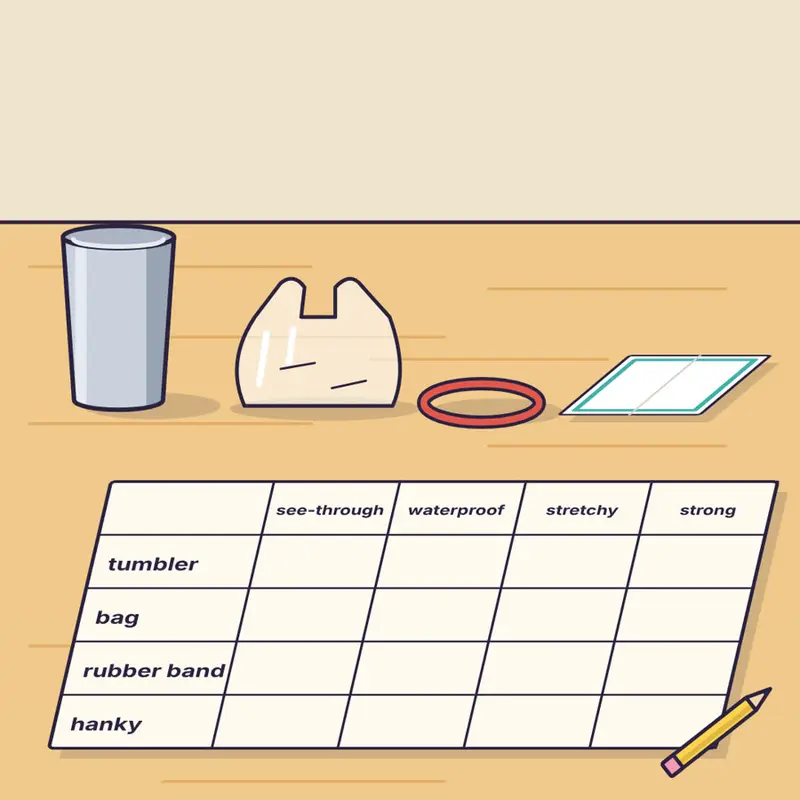 see-through waterproof stretchy strong
tumbler
bag
rubber band
hanky